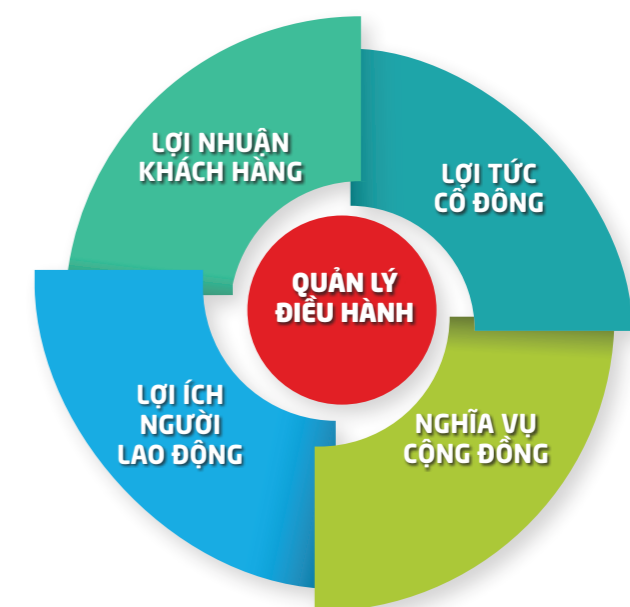 LỢI NHUẬN
KHÁCH HÀNG
LỢI TỨC
CỔ ĐÔNG
QUẢN LÝ
ĐIỀU HÀNH
LỢI ÍCH
NGƯỜI
LAO ĐỘNG
NGHĨA VỤ
CỘNG ĐỒNG